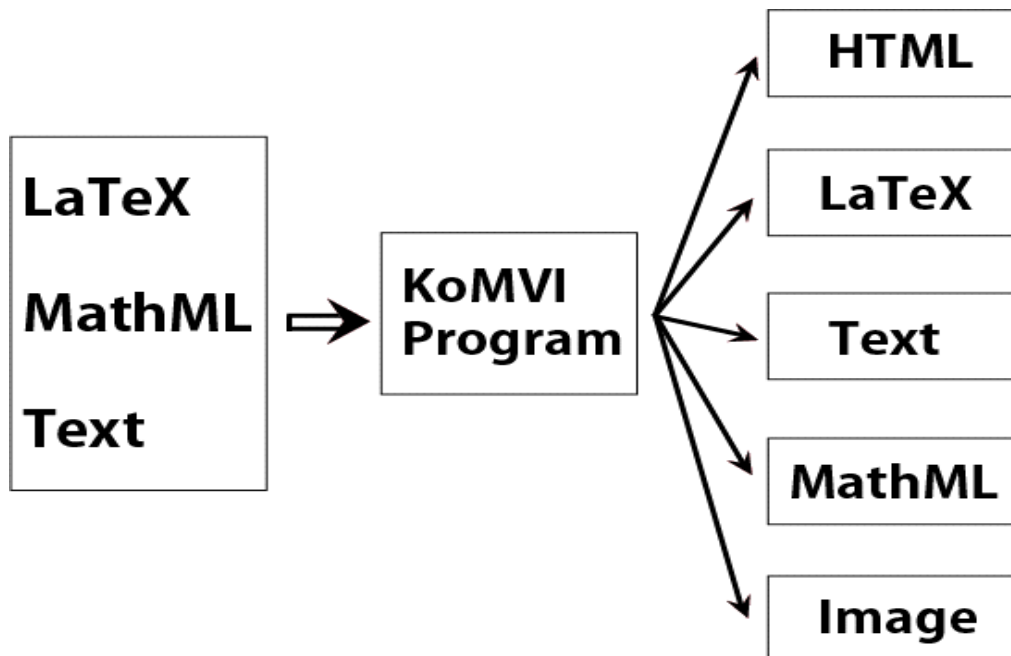 LaTeX
MathML
Text
KoMVI
Program
HTML
LaTeX
Text
MathML
Image